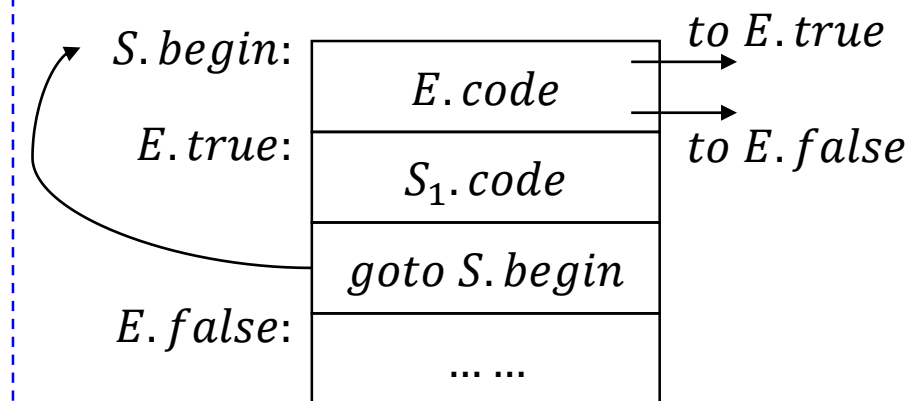 S.begin:
E.code
to E.true
to E.false
E.true:
S₁.code
goto S.begin
E.false:
... ...